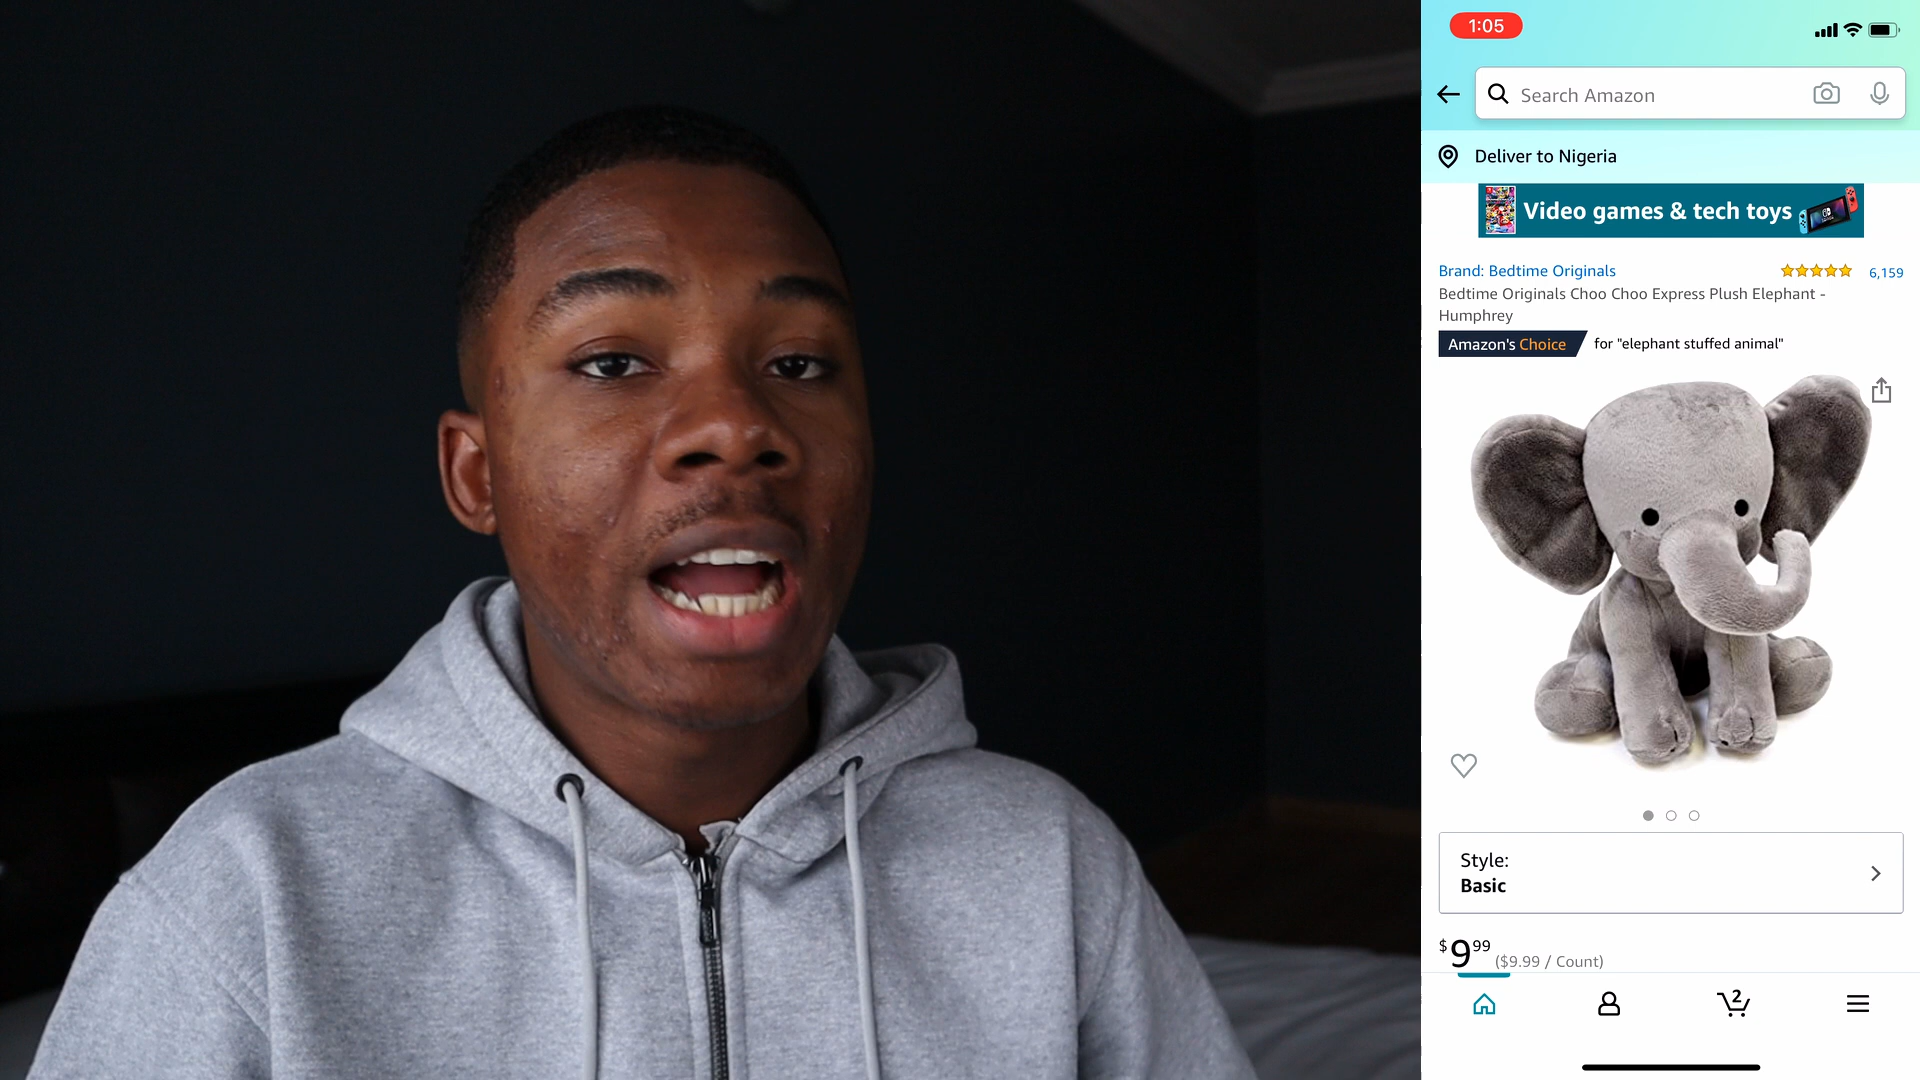 1:05
Search Amazon
Deliver to Nigeria
Video games & tech toys
Brand: Bedtime Originals 6,159
Bedtime Originals Choo Choo Express Plush Elephant -
Humphrey
Amazon's Choice for "elephant stuffed animal"
Style:
Basic
$9 99 ($9.99 / Count)
2